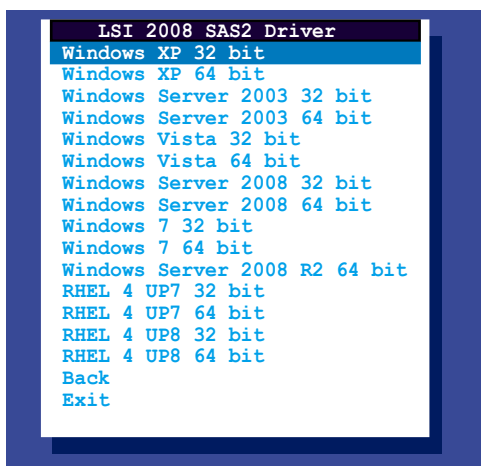 LSI 2008 SAS2 Driver
Windows XP 32 bit
Windows XP 64 bit
Windows Server 2003 32 bit
Windows Server 2003 64 bit
Windows Vista 32 bit
Windows Vista 64 bit
Windows Server 2008 32 bit
Windows Server 2008 64 bit
Windows 7 32 bit
Windows 7 64 bit
Windows Server 2008 R2 64 bit
RHEL 4 UP7 32 bit
RHEL 4 UP7 64 bit
RHEL 4 UP8 32 bit
RHEL 4 UP8 64 bit
Back
Exit